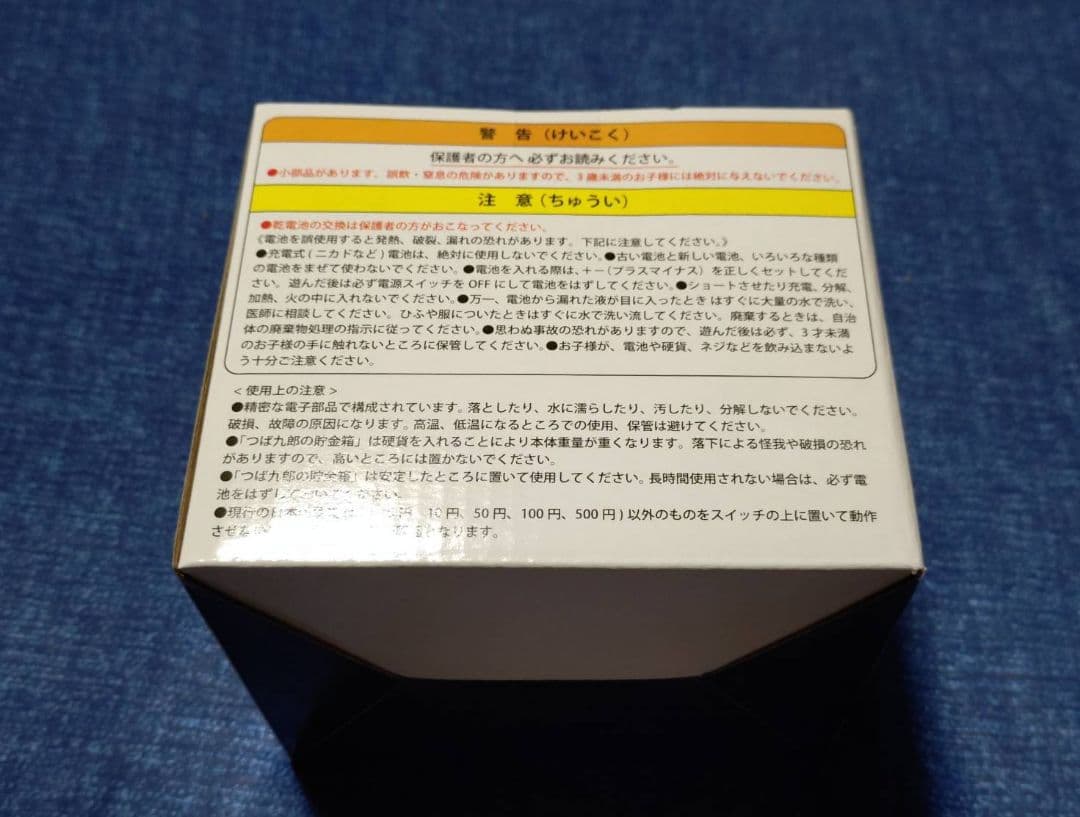 警 告（けいこく）
保護者の方へ 必ずお読みください。
●小部品があります。誤飲・窒息の危険がありますので、3歳未満のお子様には絶対に与えないでください。
注 意（ちゅうい）
●乾電池の交換は保護者の方がおこなってください。
《電池を誤使用すると発熱、破裂、漏れの恐れがあります。下記に注意してください。》
●充電式(ニカドなど)電池は、絶対に使用しないでください。●古い電池と新しい電池、いろいろな種類
の電池をまぜて使わないでください。●電池を入れる際は、+−(プラスマイナス）を正しくセットしてくだ
さい。遊んだ後は必ず電源スイッチを OFF にして電池をはずしてください。●ショートさせたり充電、分解、
加熱、火の中に入れないでください。●万一、電池から漏れた液が目に入ったときはすぐに大量の水で洗い、
医師に相談してください。ひふや服についたときはすぐに水で洗い流してください。廃棄するときは、自治
体の廃棄物処理の指示に従ってください。●思わぬ事故の恐れがありますので、遊んだ後は必ず、3才未満
のお子様の手に触れないところに保管してください。●お子様が、電池や硬貨、ネジなどを飲み込まないよ
う十分ご注意ください。
＜使用上の注意＞
●精密な電子部品で構成されています。落としたり、水に濡らしたり、汚したり、分解しないでください。
破損、故障の原因になります。高温、低温になるところでの使用、保管は避けてください。
●「つば九郎の貯金箱」は硬貨を入れることにより本体重量が重くなります。落下による怪我や破損の恐れ
がありますので、高いところには置かないでください。
●「つば九郎の貯金箱」は安定したところに置いて使用してください。長時間使用されない場合は、必ず電
池をはずして ください。
●現行の日本 円、10円、50円、100円、500円)以外のものをスイッチの上に置いて動作
させ となります。